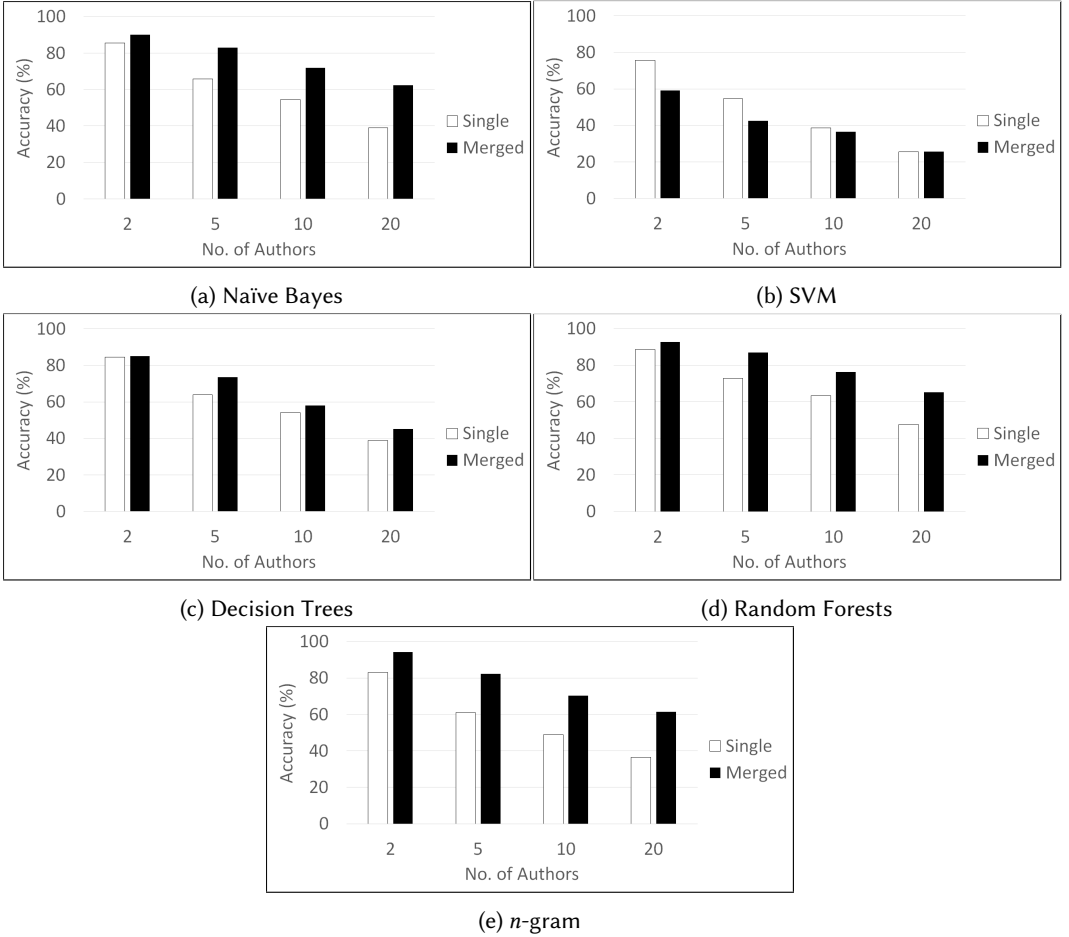 100
80
60
40
20
0
Accuracy (%)
2 5 10 20
No. of Authors
Single
Merged
(a) Naïve Bayes
100
80
60
40
20
0
Accuracy (%)
2 5 10 20
No. of Authors
Single
Merged
(b) SVM
100
80
60
40
20
0
Accuracy (%)
2 5 10 20
No. of Authors
Single
Merged
(c) Decision Trees
100
80
60
40
20
0
Accuracy (%)
2 5 10 20
No. of Authors
Single
Merged
(d) Random Forests
100
80
60
40
20
0
Accuracy (%)
2 5 10 20
No. of Authors
Single
Merged
(e) n-gram